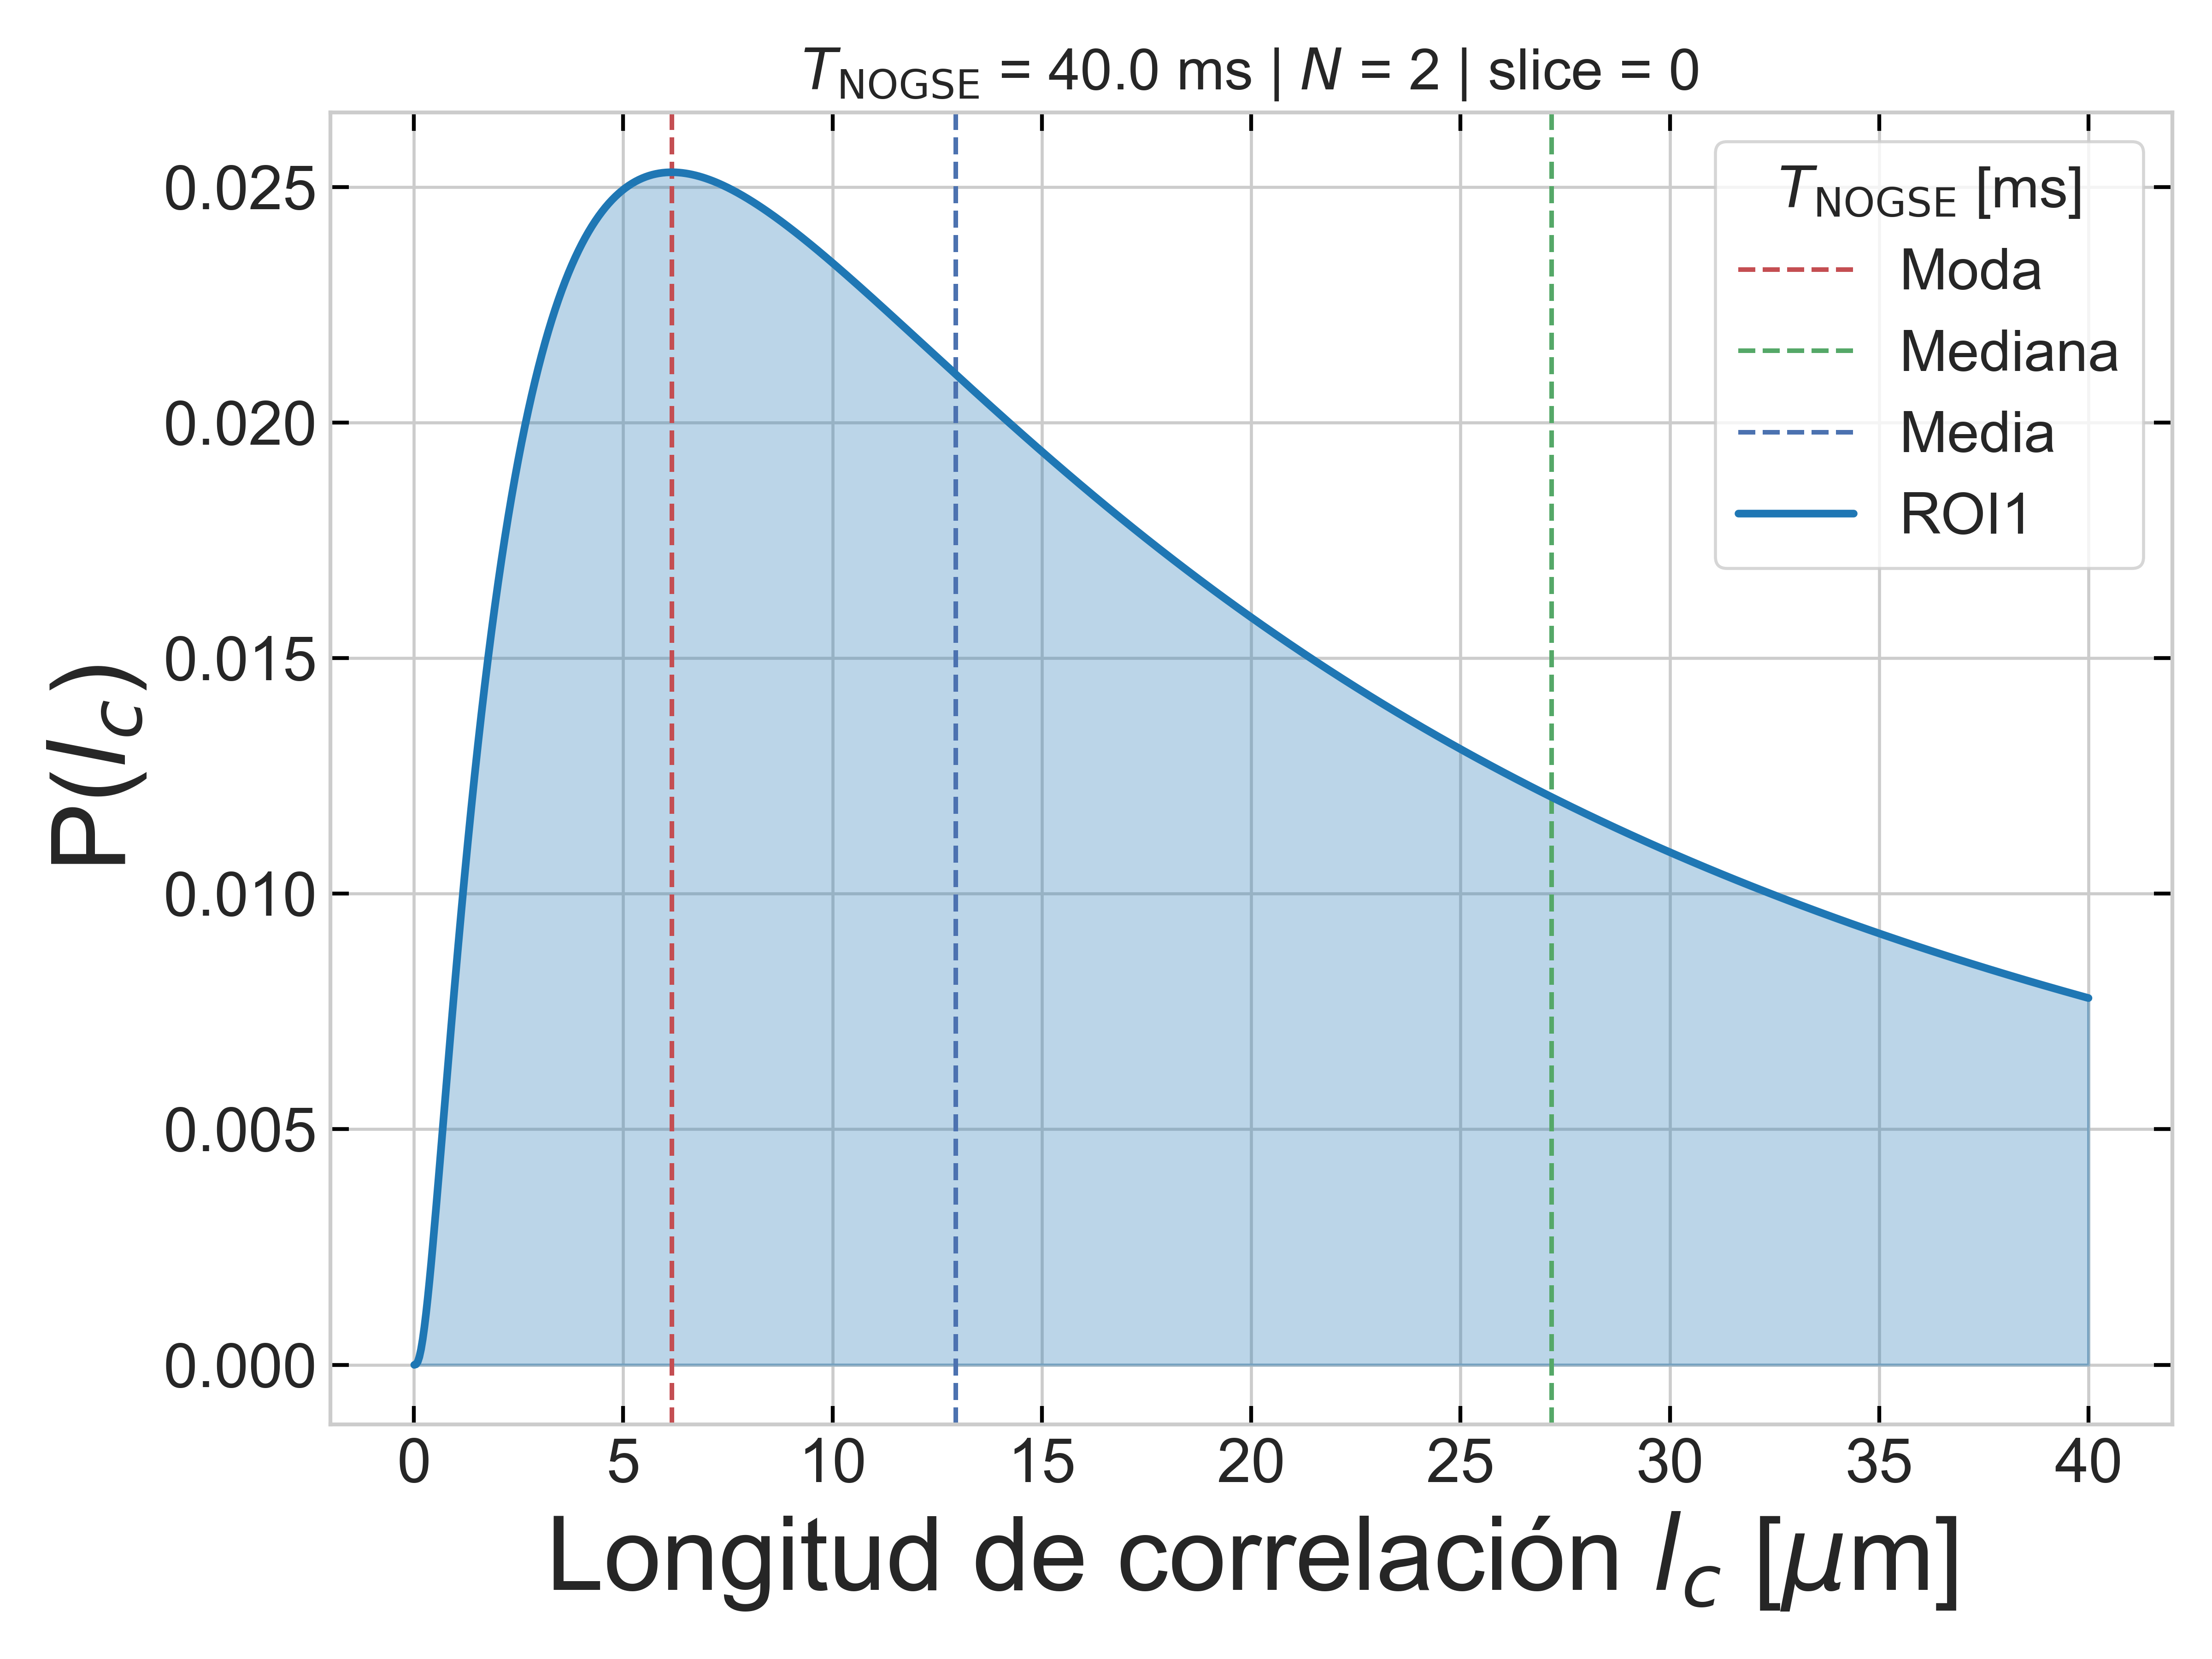 T_NOGSE = 40.0 ms | N = 2 | slice = 0
P(l_c)
0.025
0.020
0.015
0.010
0.005
0.000
0 5 10 15 20 25 30 35 40
Longitud de correlación l_c [μm]
T_NOGSE [ms]
Moda
Mediana
Media
ROI1